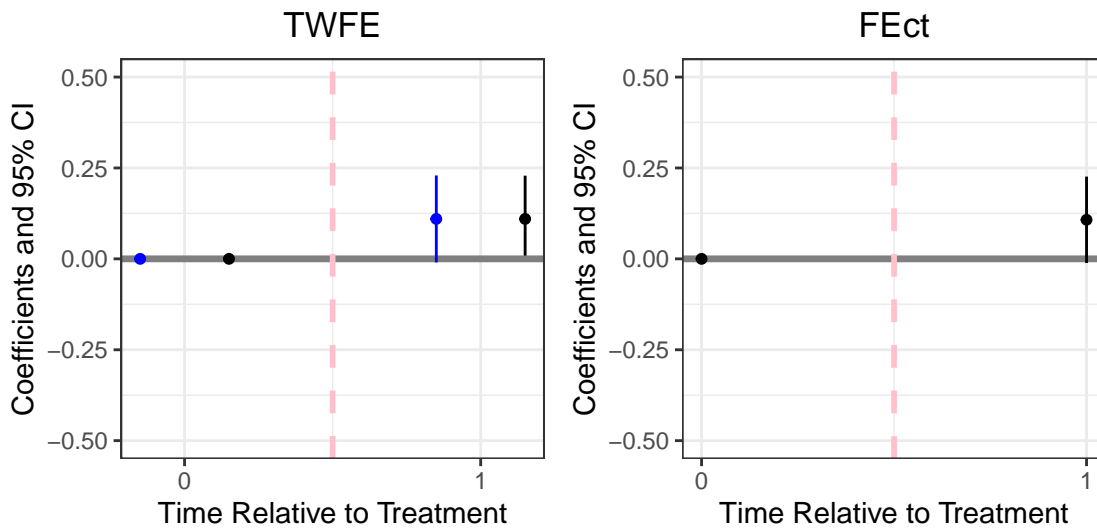 TWFE
Coefficients and 95% CI
0.50
0.25
0.00
−0.25
−0.50
0
1
Time Relative to Treatment
FEct
Coefficients and 95% CI
0.50
0.25
0.00
−0.25
−0.50
0
1
Time Relative to Treatment